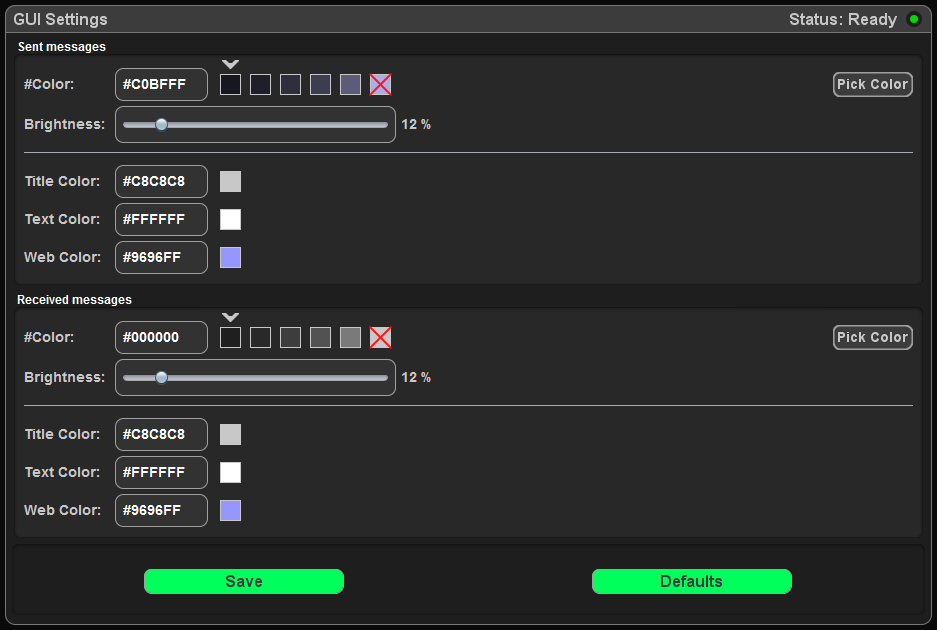 GUI Settings
Status: Ready
Sent messages
#Color: #C0BFFF Pick Color
Brightness: 12 %
Title Color: #C8C8C8
Text Color: #FFFFFF
Web Color: #9696FF
Received messages
#Color: #000000 Pick Color
Brightness: 12 %
Title Color: #C8C8C8
Text Color: #FFFFFF
Web Color: #9696FF
Save Defaults